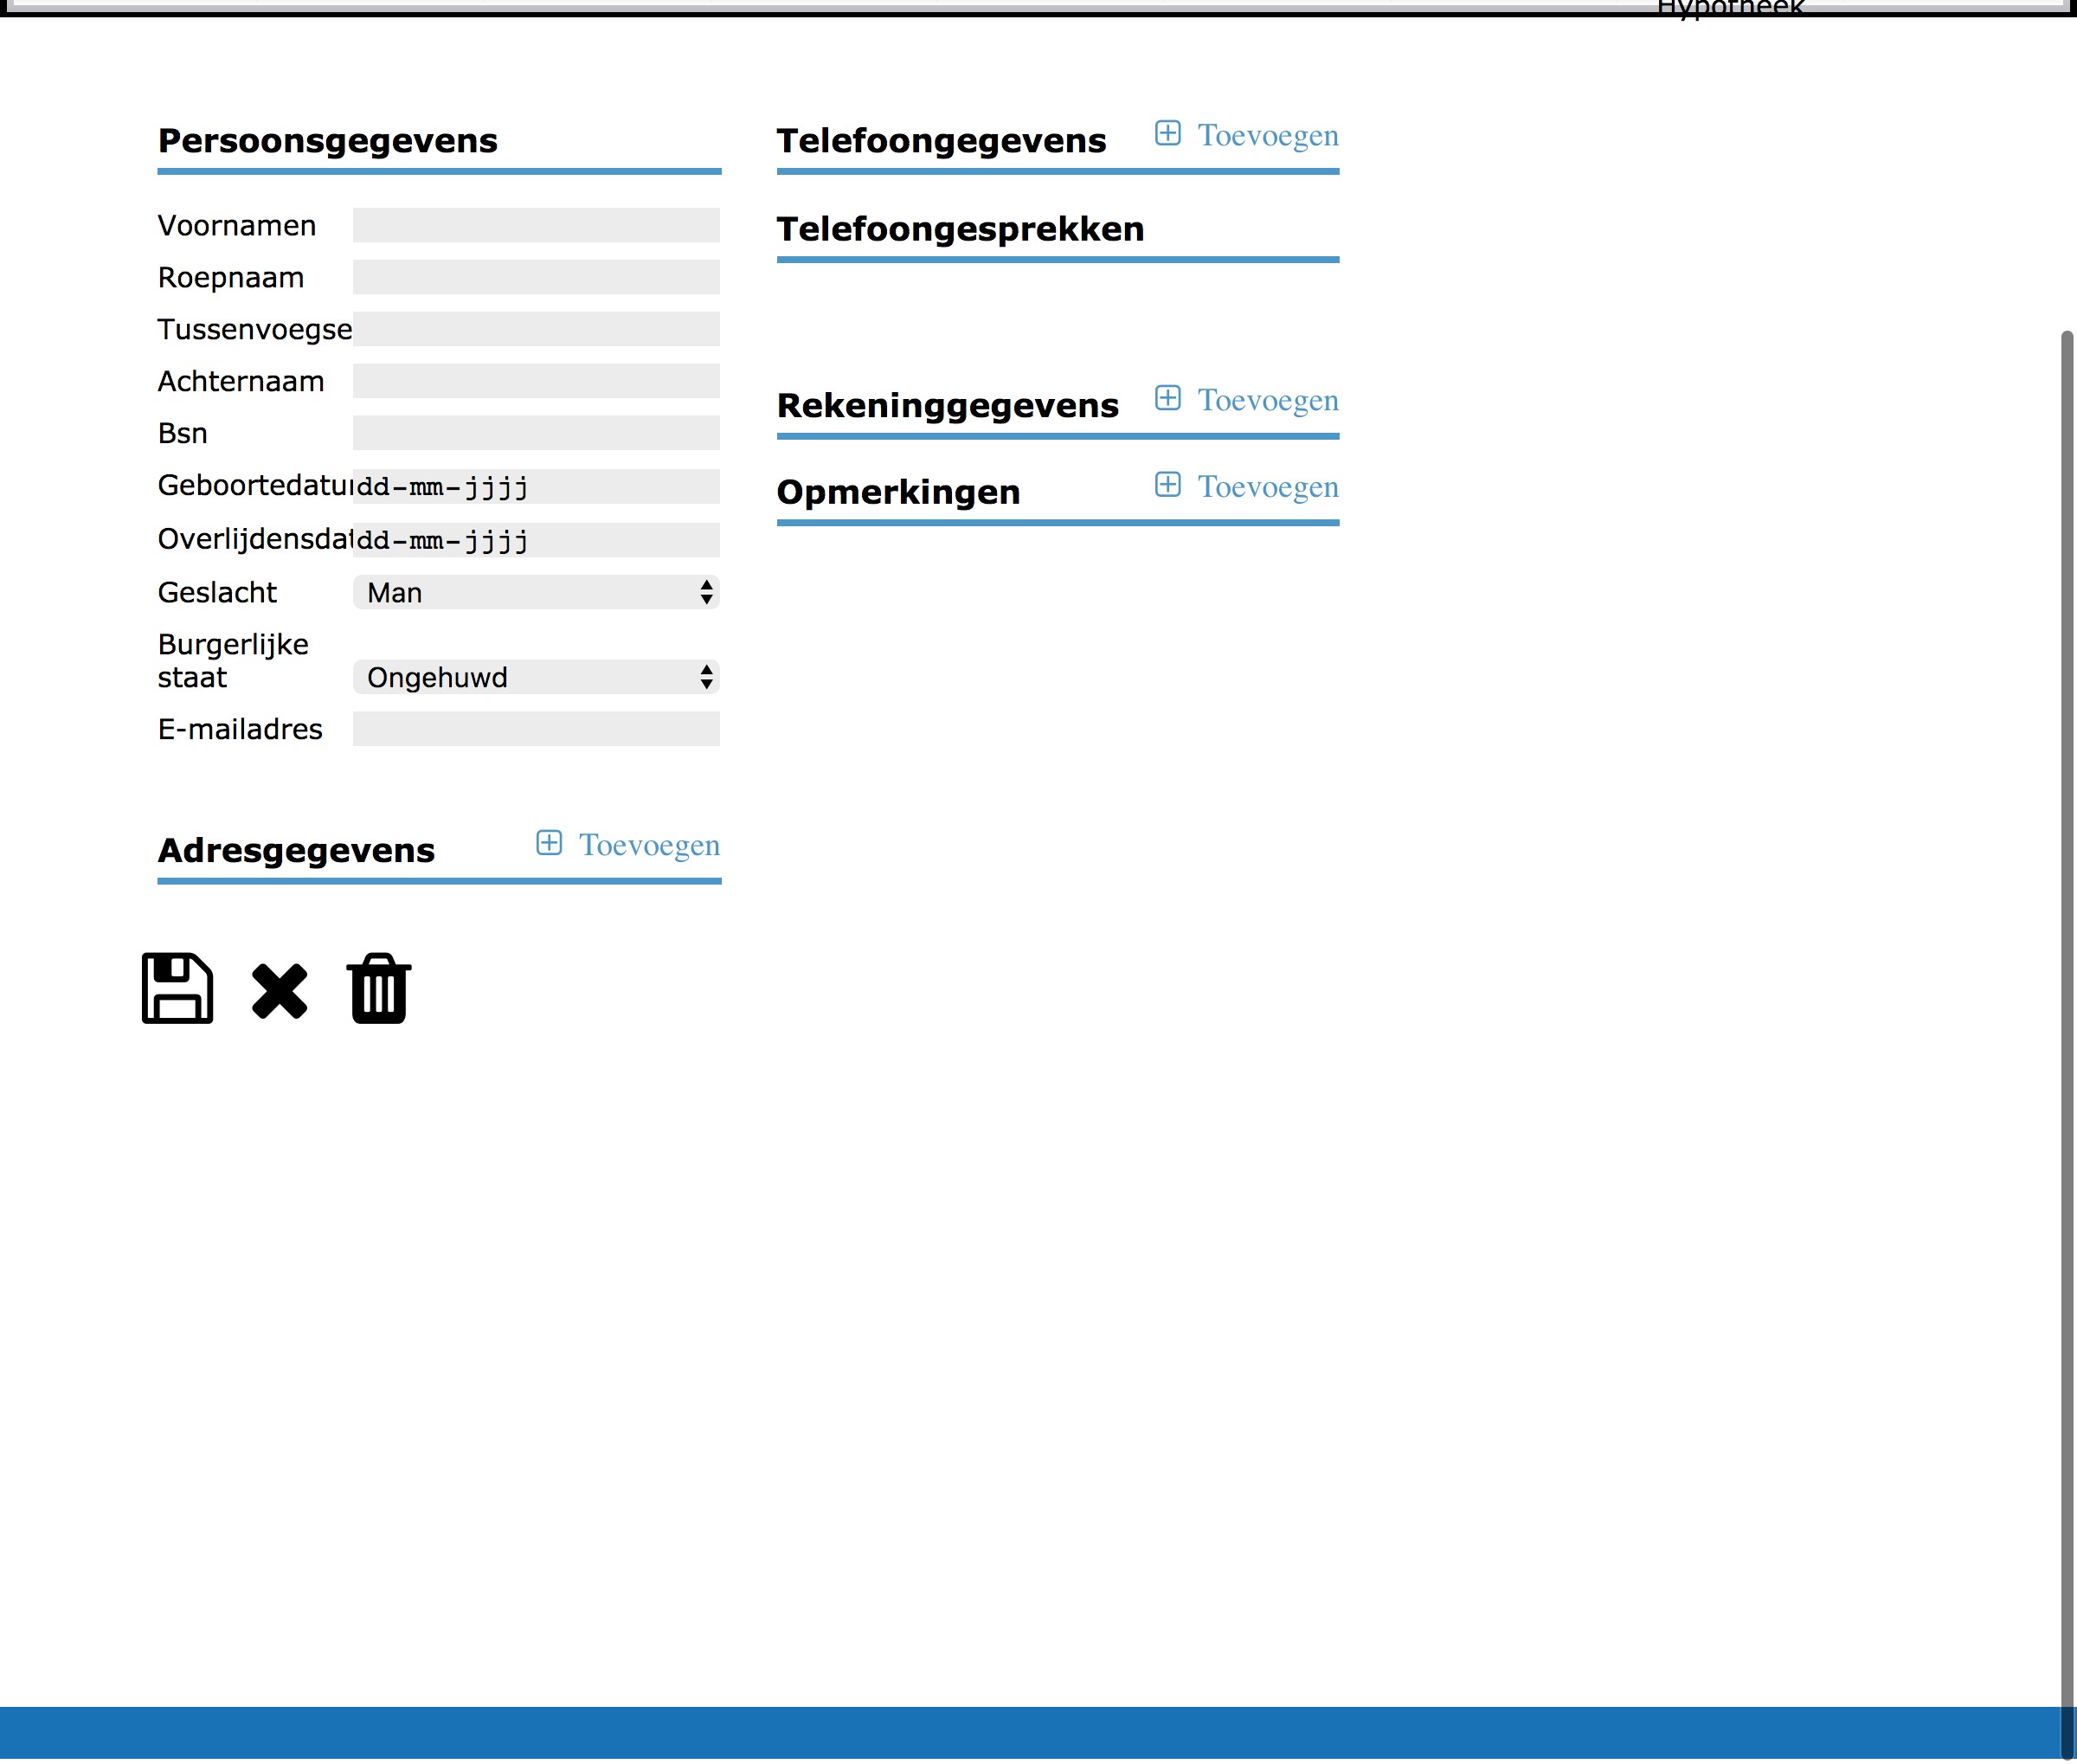 Hypotheek
Persoonsgegevens
Voornamen
Roepnaam
Tussenvoegse
Achternaam
Bsn
Geboortedatu dd-mm-jjjj
Overlijdensdat dd-mm-jjjj
Geslacht Man
Burgerlijke
staat Ongehuwd
E-mailadres
Adresgegevens Toevoegen
Telefoongegevens Toevoegen
Telefoongesprekken
Rekeninggegevens Toevoegen
Opmerkingen Toevoegen